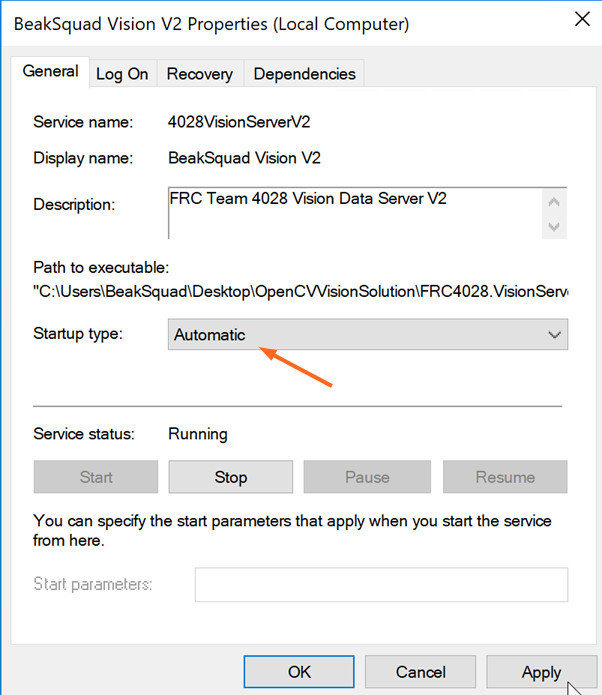 BeakSquad Vision V2 Properties (Local Computer)
General Log On Recovery Dependencies
Service name: 4028VisionServerV2
Display name: BeakSquad Vision V2
Description: FRC Team 4028 Vision Data Server V2
Path to executable:
"C:\Users\BeakSquad\Desktop\OpenCVVisionSolution\FRC4028.VisionServe
Startup type: Automatic
Service status: Running
Start Stop Pause Resume
You can specify the start parameters that apply when you start the service
from here.
Start parameters:
OK Cancel Apply